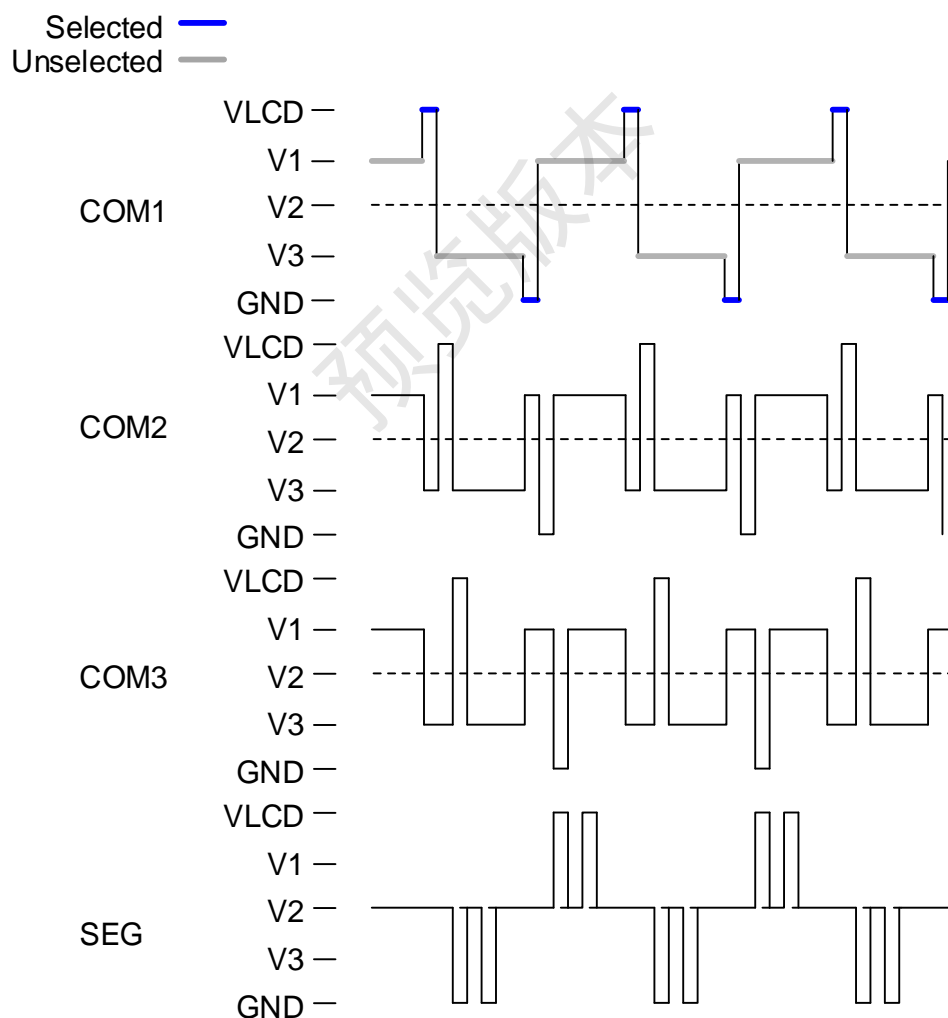 Selected
Unselected
VLCD
V1
COM1
V2
V3
GND
VLCD
V1
COM2
V2
V3
GND
VLCD
V1
COM3
V2
V3
GND
VLCD
V1
V2
SEG
V3
GND
预览版本